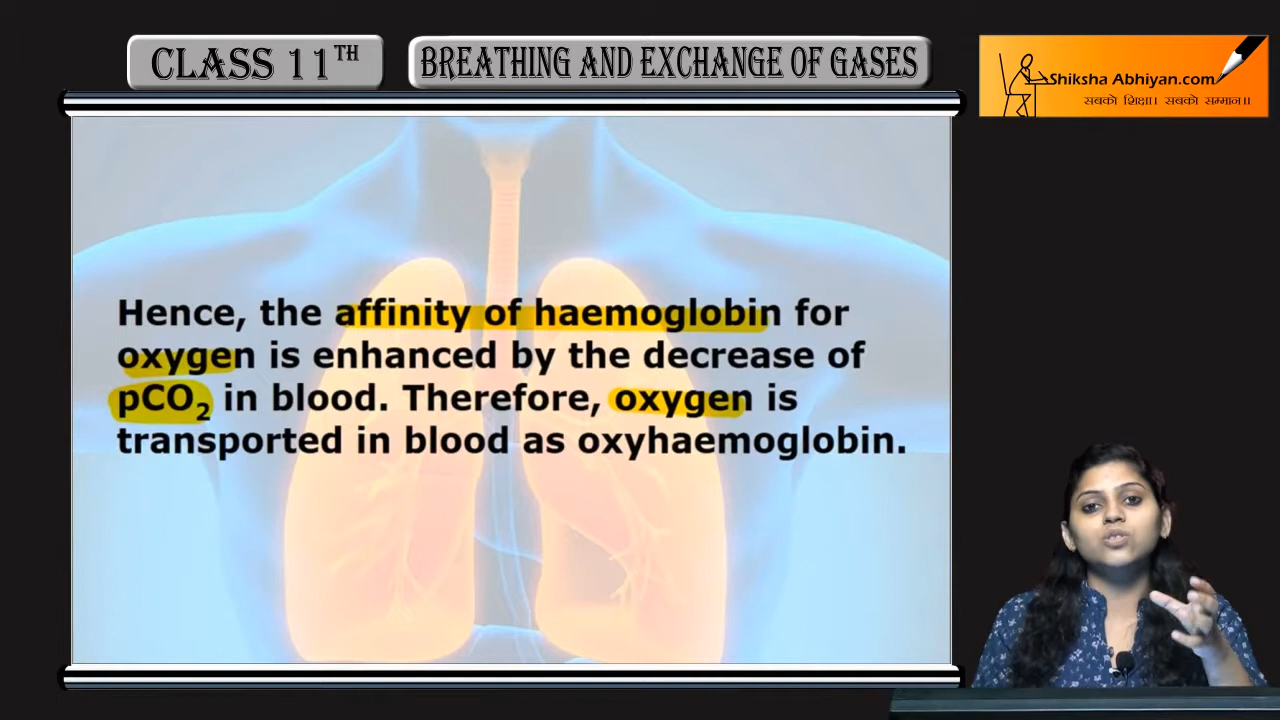 CLASS 11TH
BREATHING AND EXCHANGE OF GASES
Shiksha Abhiyan.com
सबको शिक्षा। सबको सम्मान॥
Hence, the affinity of haemoglobin for
oxygen is enhanced by the decrease of
pCO2 in blood. Therefore, oxygen is
transported in blood as oxyhaemoglobin.